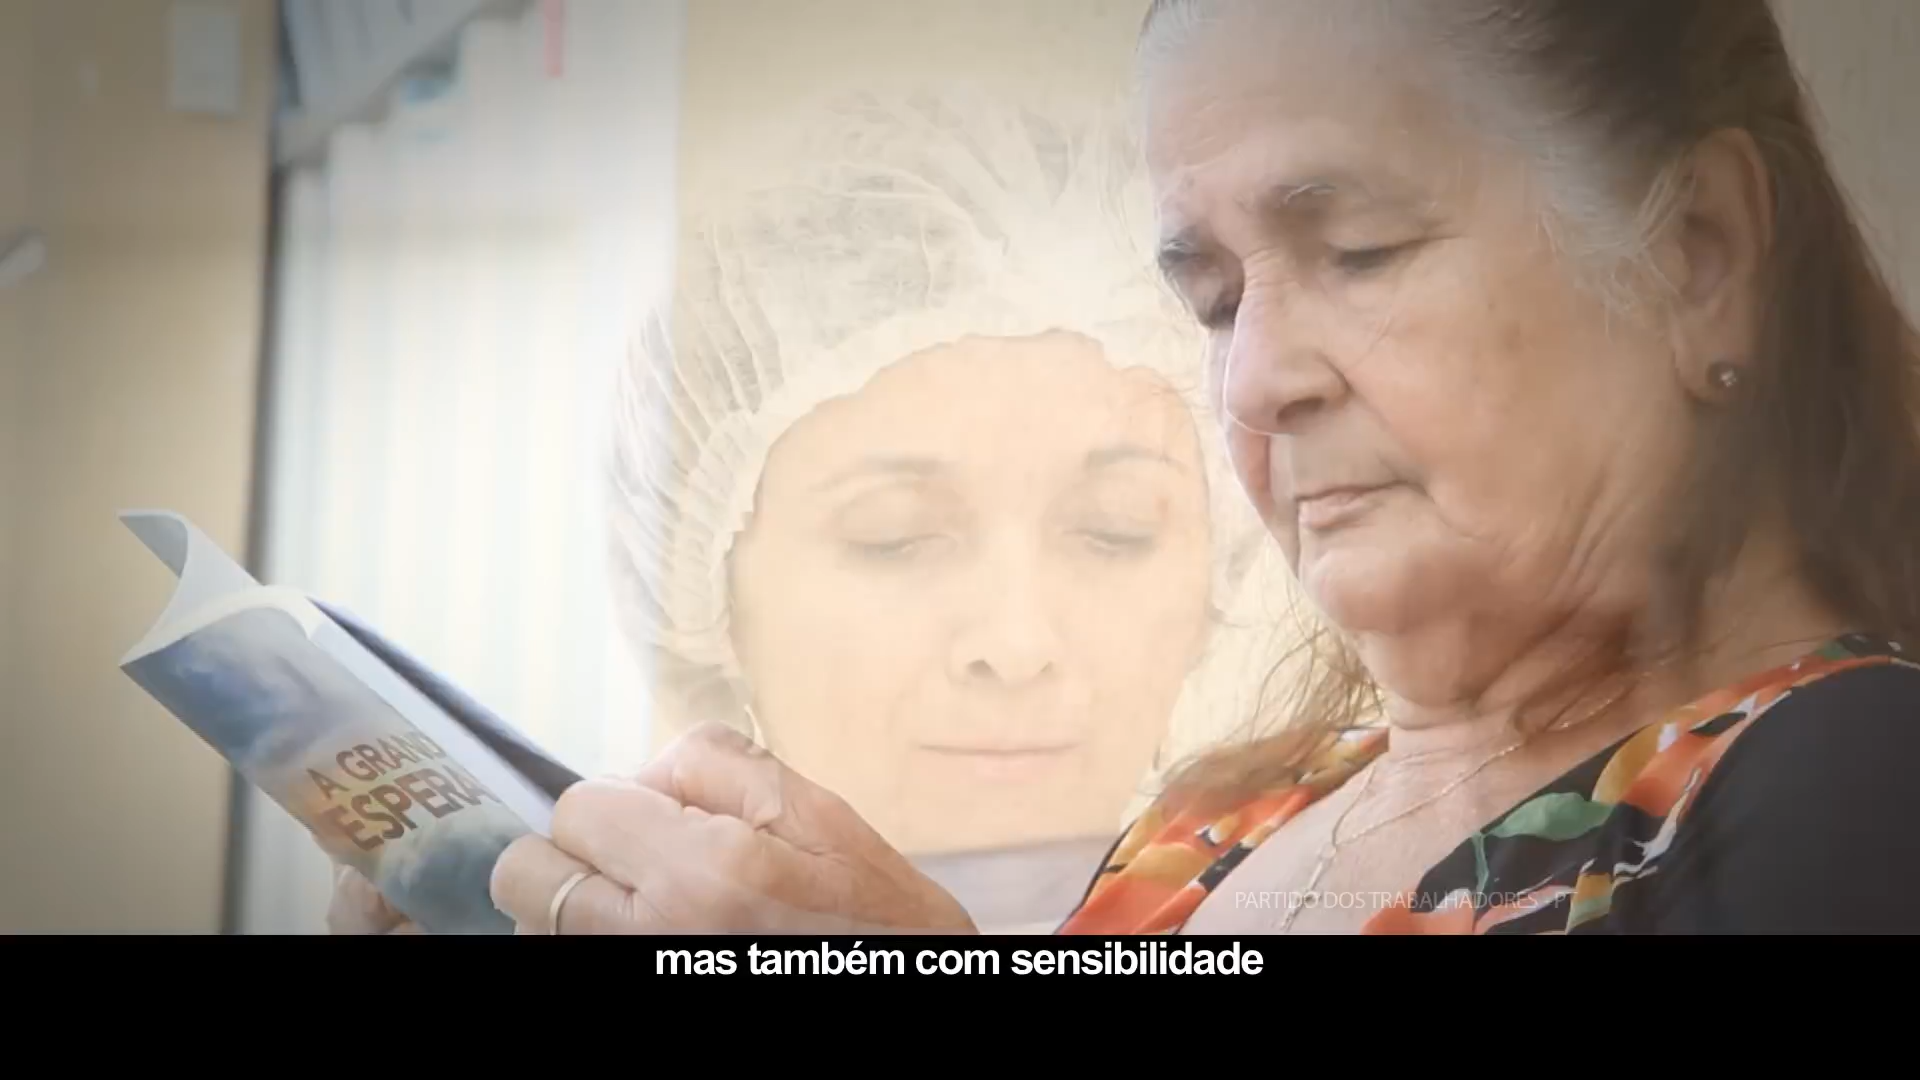 A GRAND
ESPERA
PARTIDO DOS TRABALHADORES - PT
mas também com sensibilidade